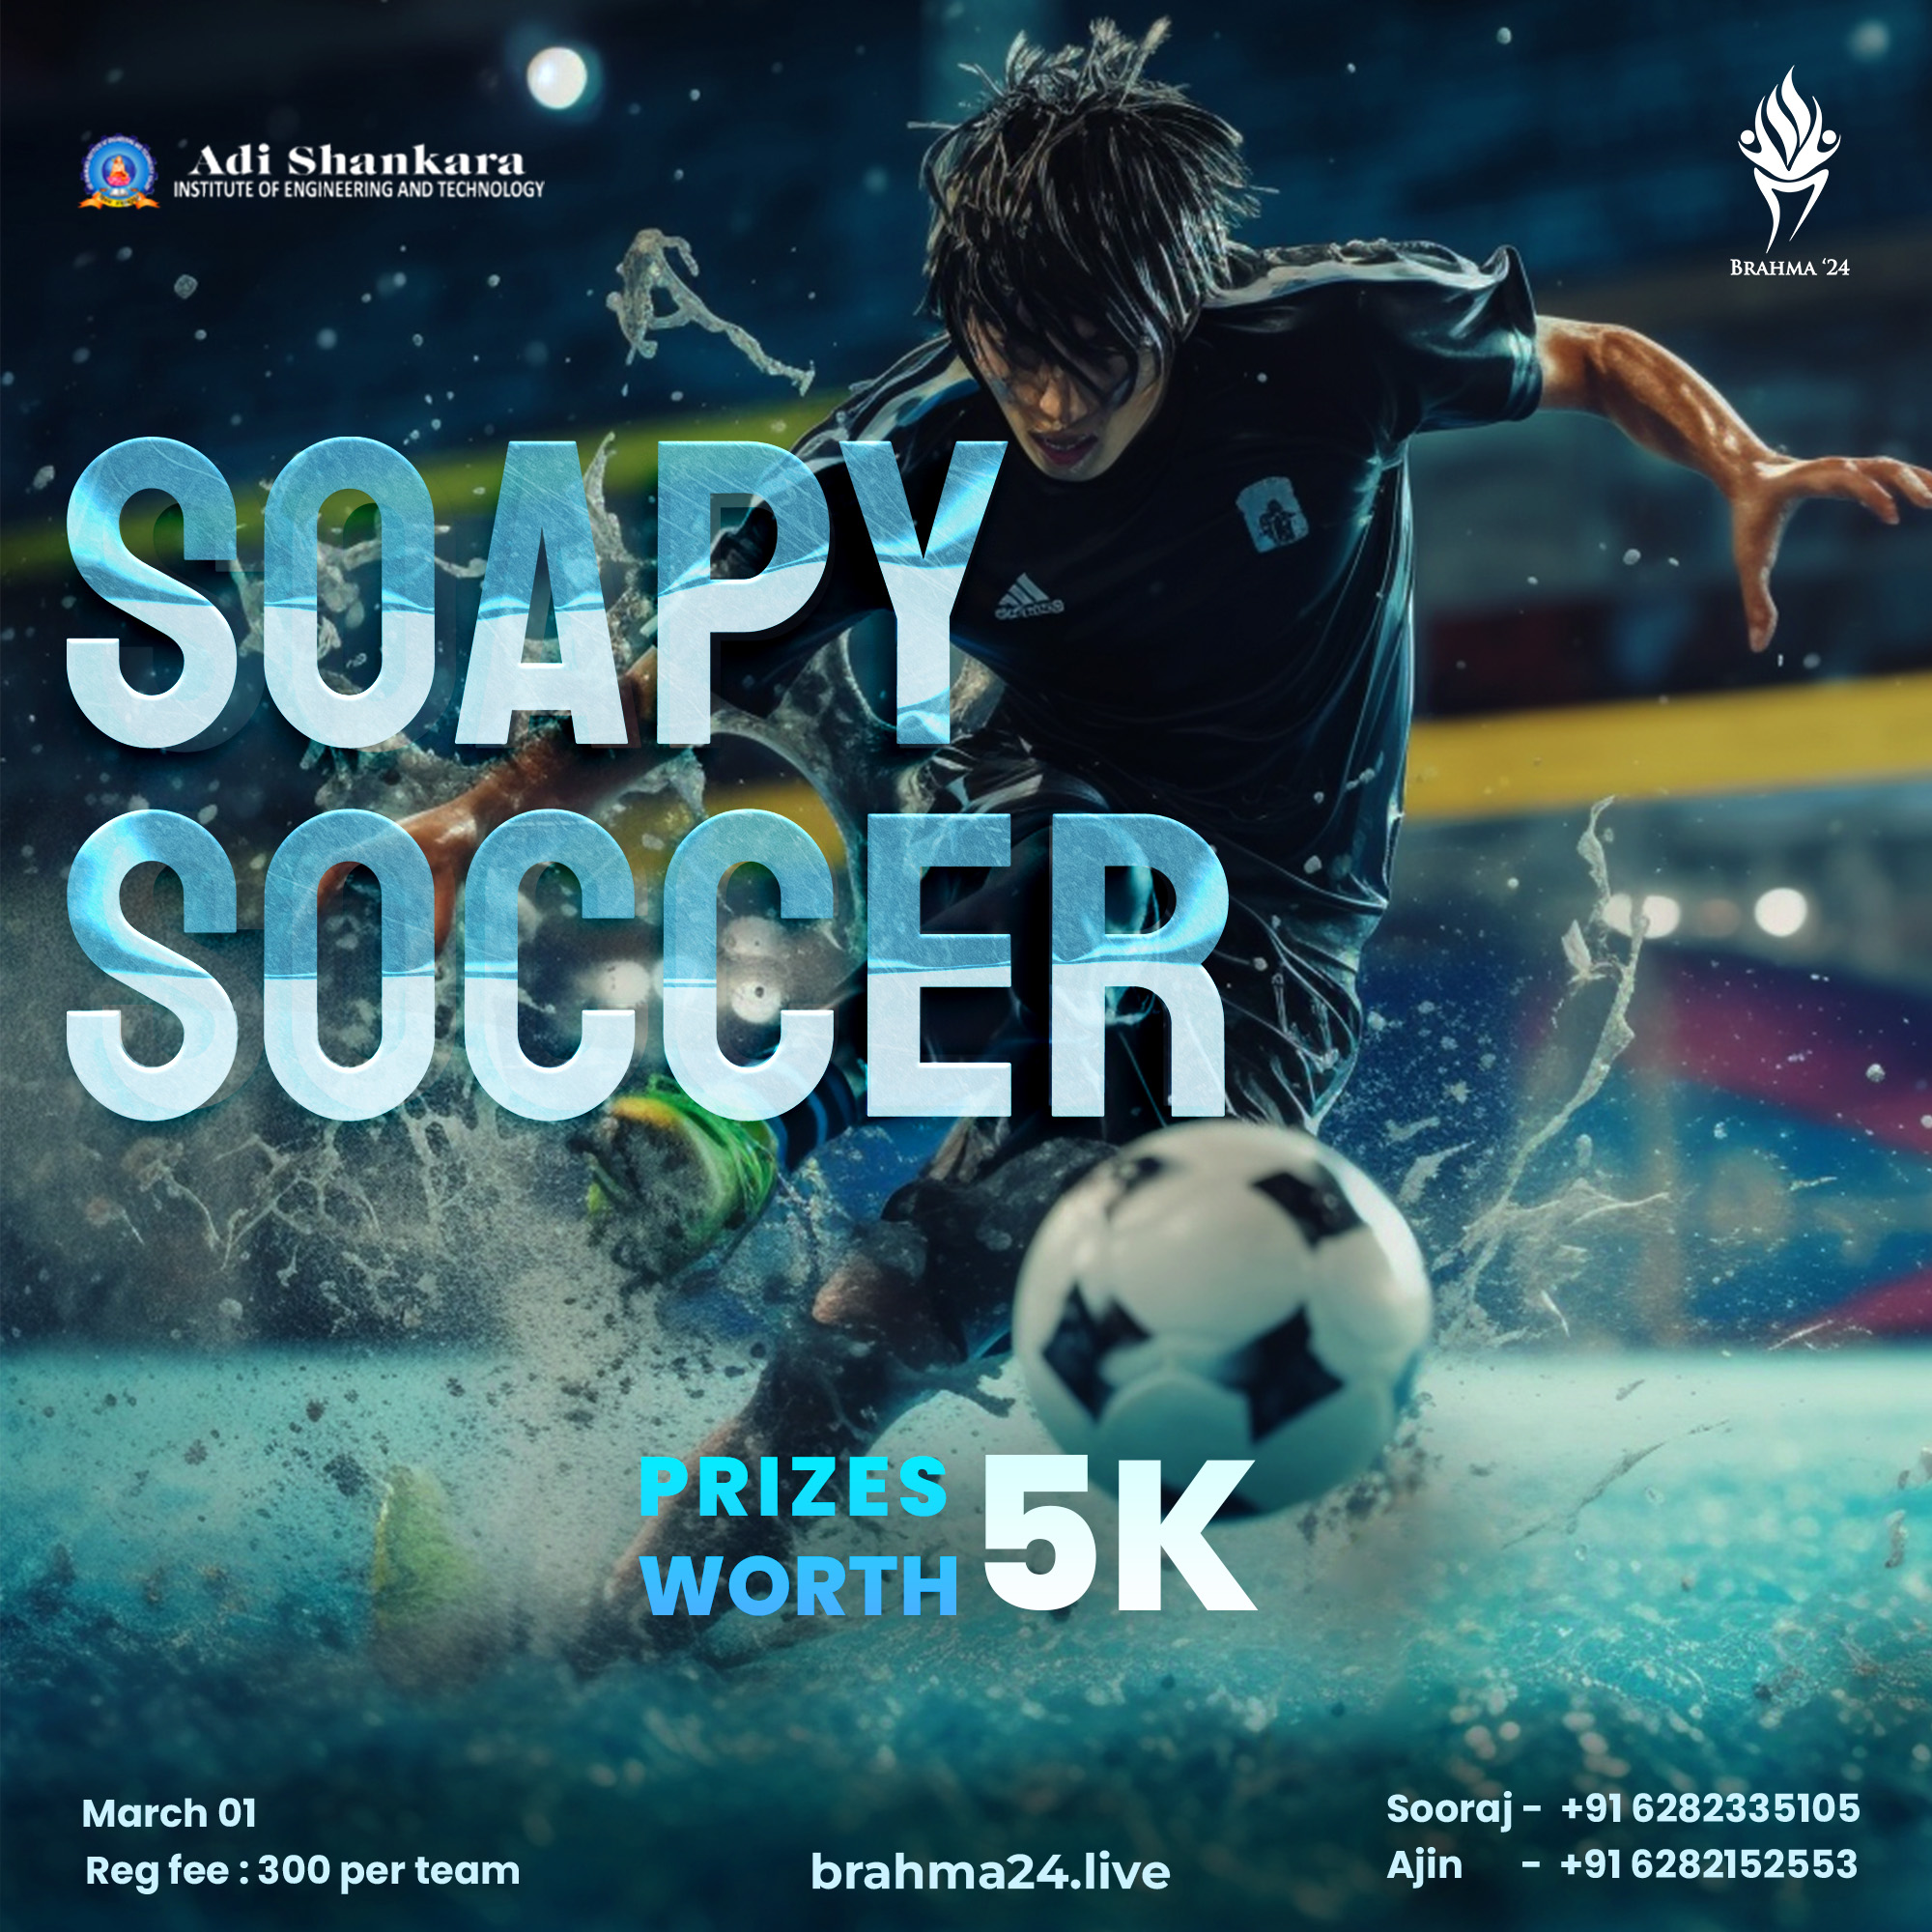 Adi Shankara
INSTITUTE OF ENGINEERING AND TECHNOLOGY
BRAHMA ‘24
SOAPY
SOCCER
PRIZES
WORTH
5K
March 01
Reg fee : 300 per team
brahma24.live
Sooraj - +91 6282335105
Ajin - +91 6282152553